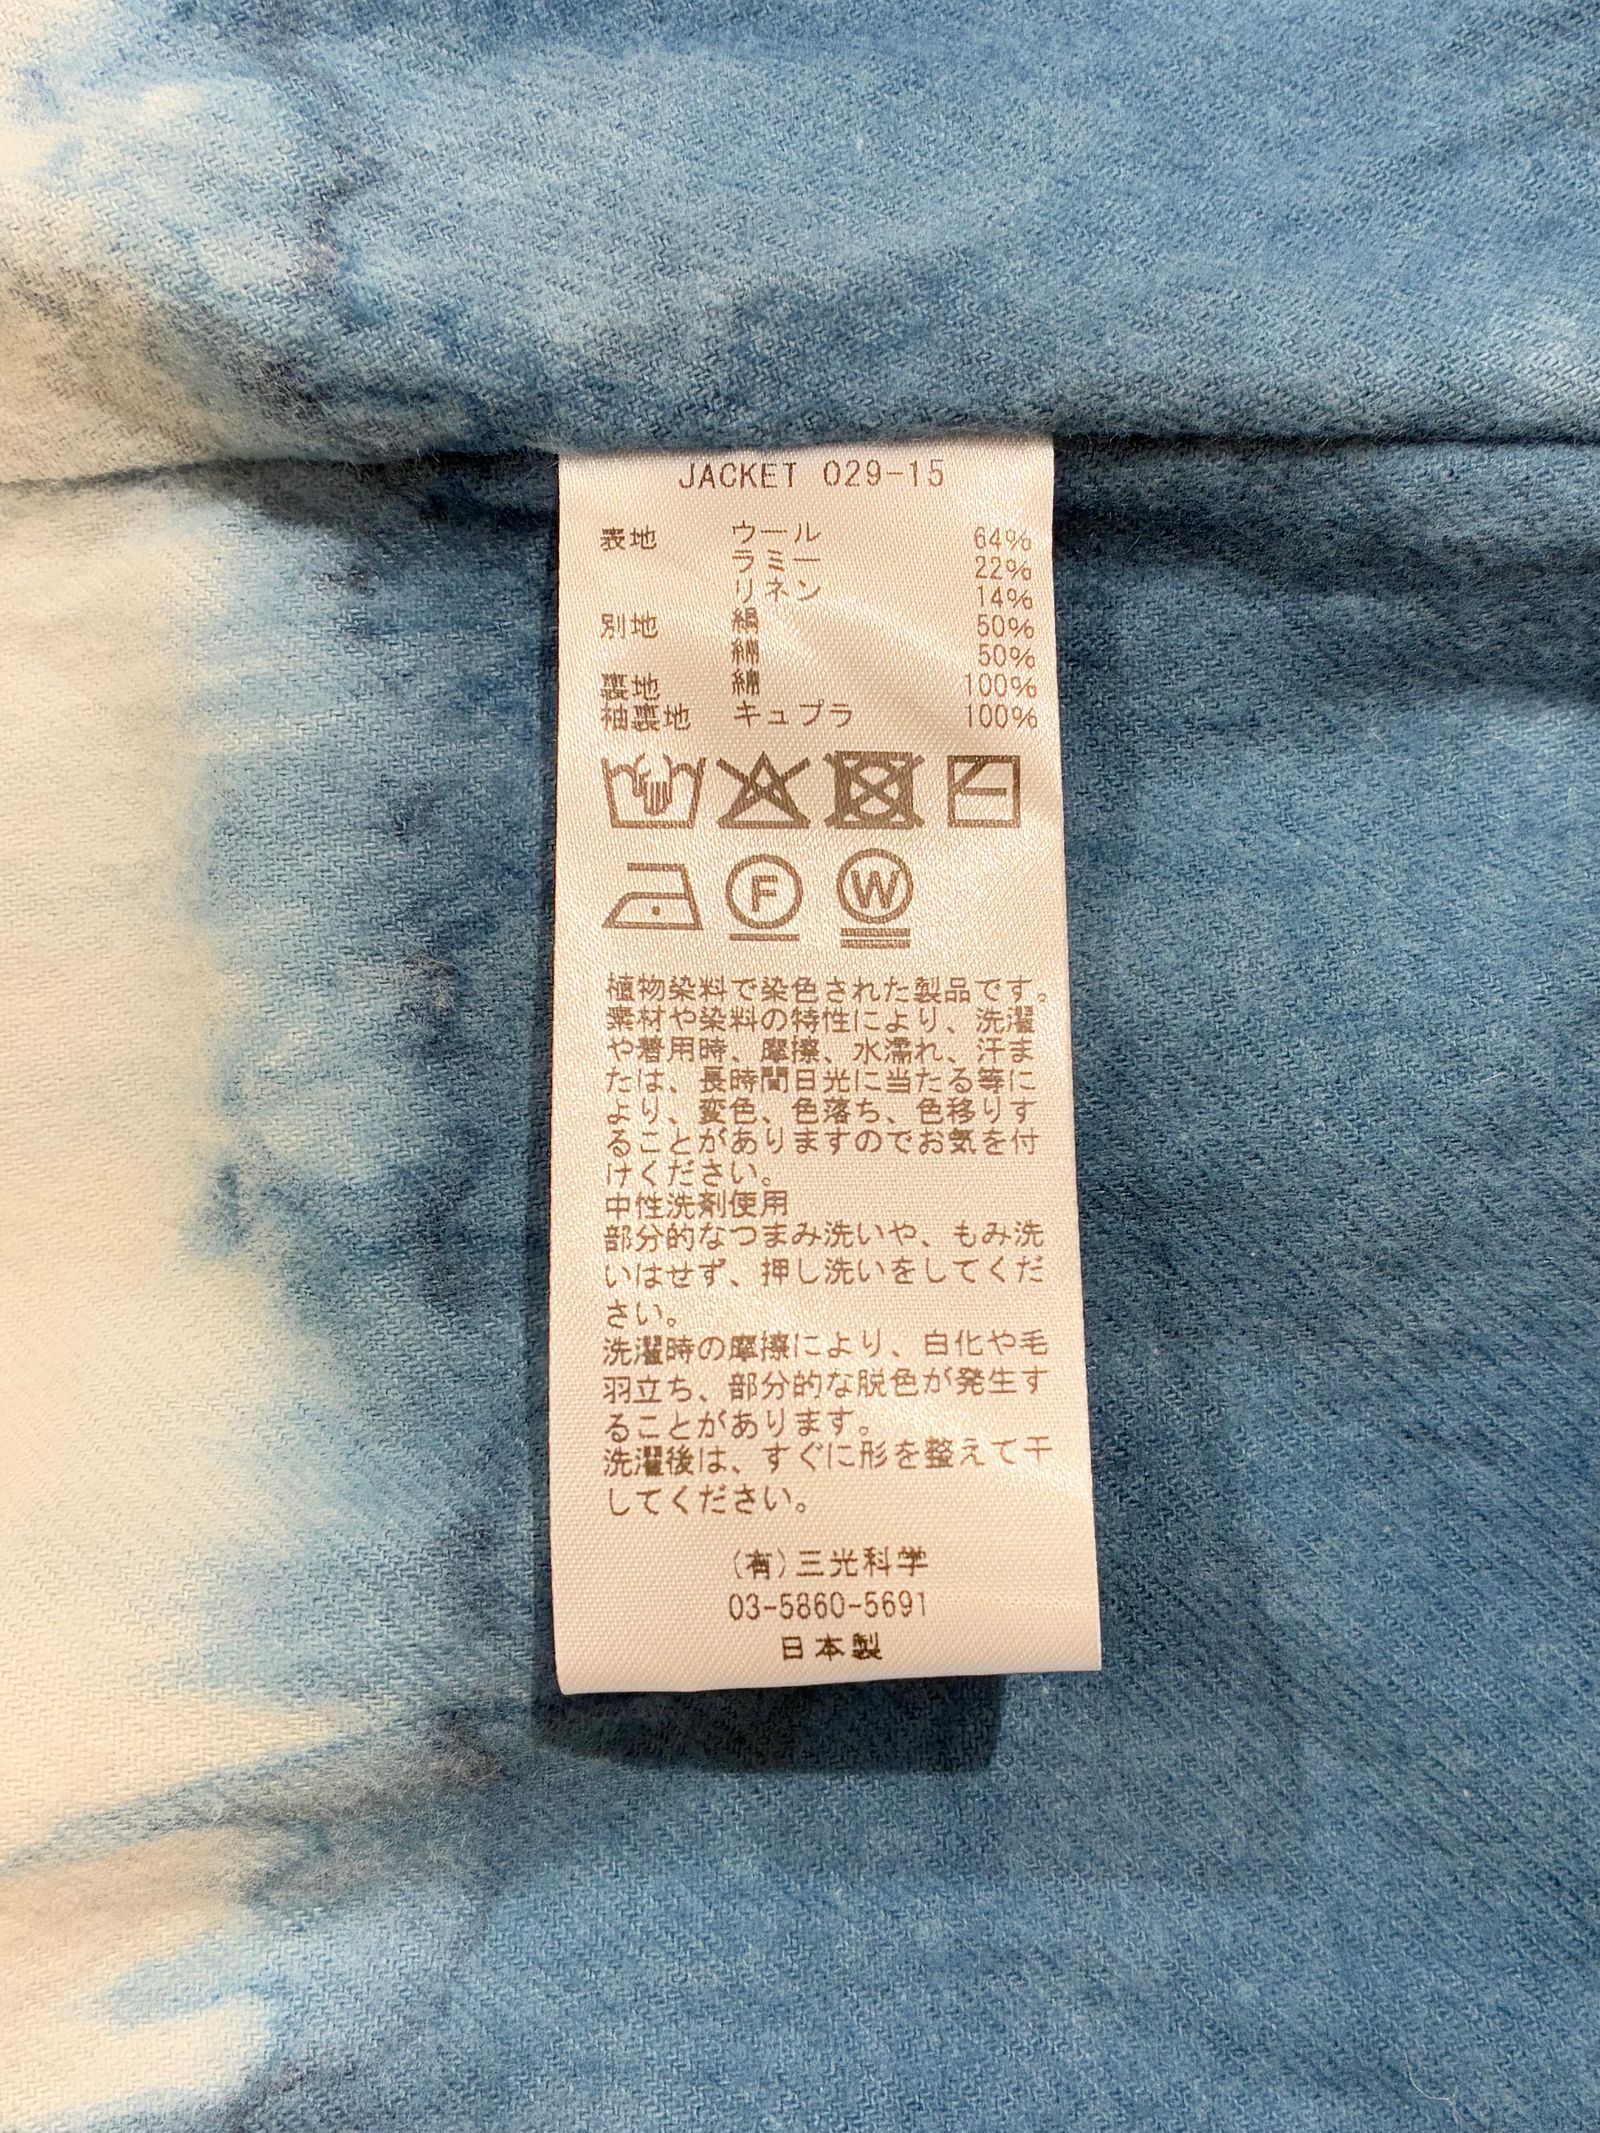 JACKET 029-15
表地 ウール 64%
ラミー 22%
リネン 14%
別地 絹 50%
綿 50%
裏地 綿 100%
袖裏地 キュプラ 100%
F W
植物染料で染色された製品です。
素材や染料の特性により、洗濯
や着用時、摩擦、水濡れ、汗ま
たは、長時間日光に当たる等に
より、変色、色落ち、色移りす
ることがありますのでお気を付
けください。
中性洗剤使用
部分的なつまみ洗いや、もみ洗
いはせず、押し洗いをしてくだ
さい。
洗濯時の摩擦により、白化や毛
羽立ち、部分的な脱色が発生す
ることがあります。
洗濯後は、すぐに形を整えて干
してください。
(有)三光科学
03-5860-5691
日本製